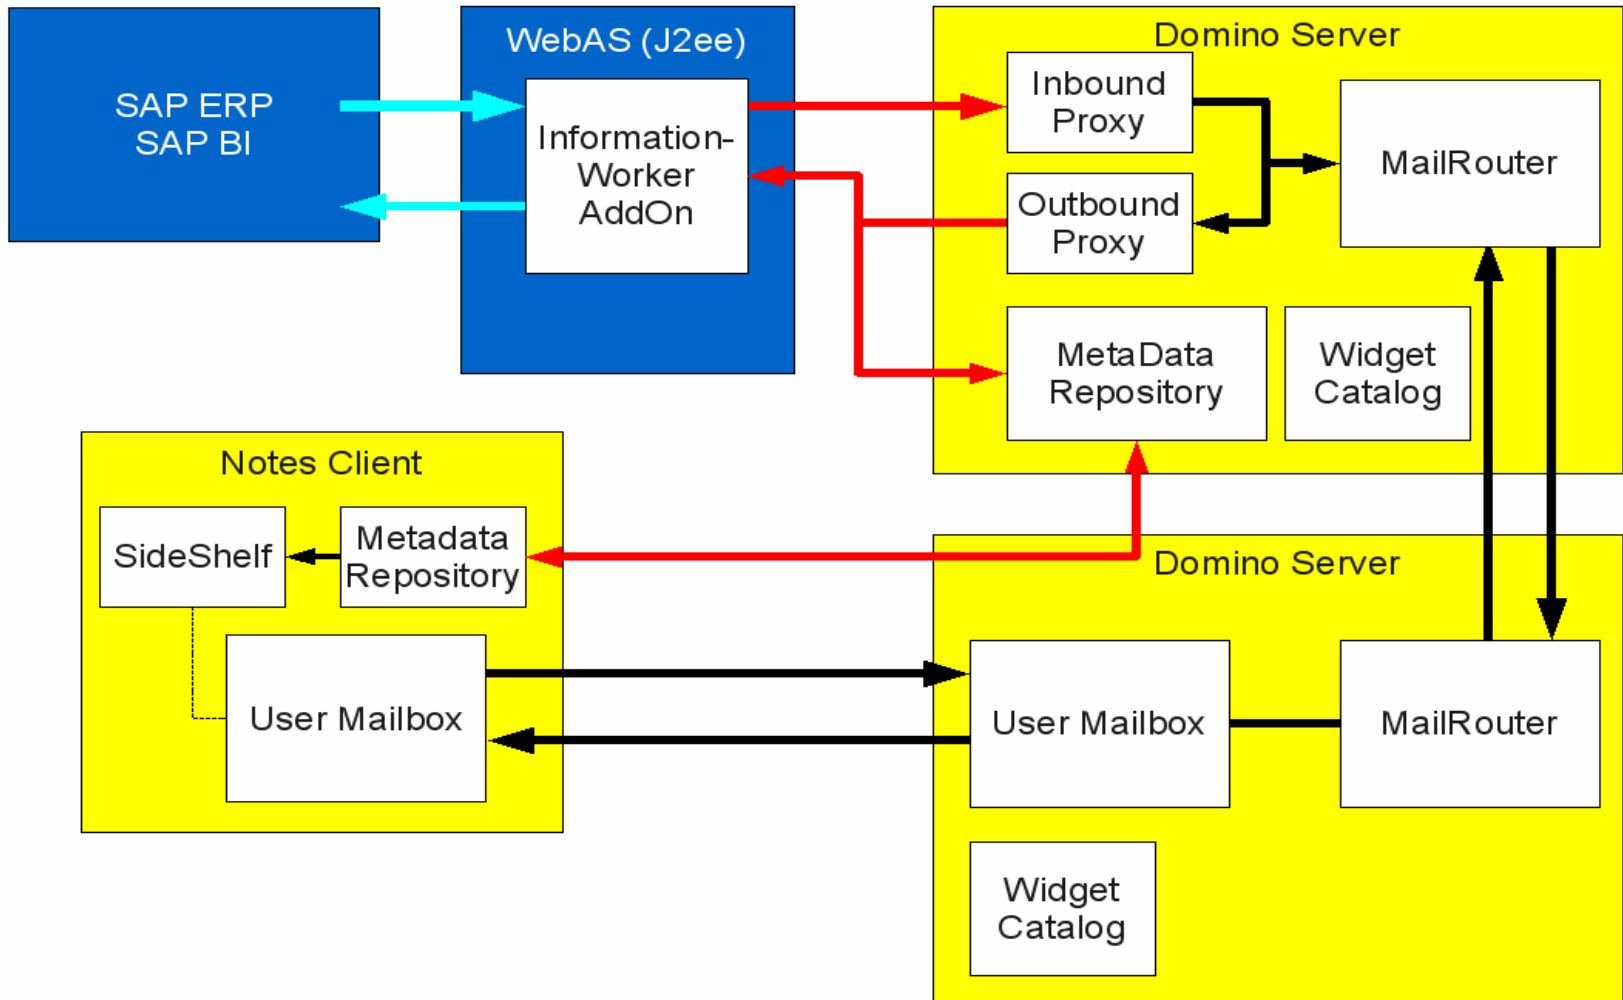 SAP ERP
SAP BI
WebAS (J2ee)
Information-
Worker
AddOn
Domino Server
Inbound
Proxy
MailRouter
Outbound
Proxy
MetaData
Repository
Widget
Catalog
Notes Client
SideShelf
Metadata
Repository
User Mailbox
Domino Server
User Mailbox
MailRouter
Widget
Catalog